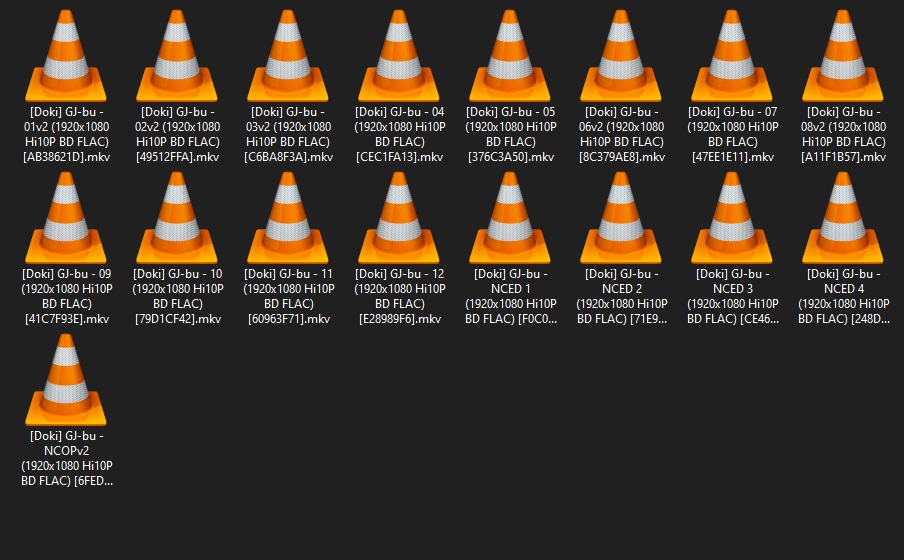 [Doki] GJ-bu -
01v2 (1920x1080
Hi10P BD FLAC)
[AB38621D].mkv
[Doki] GJ-bu -
02v2 (1920x1080
Hi10P BD FLAC)
[49512FFA].mkv
[Doki] GJ-bu -
03v2 (1920x1080
Hi10P BD FLAC)
[C6BA8F3A].mkv
[Doki] GJ-bu - 04
(1920x1080 Hi10P
BD FLAC)
[CEC1FA13].mkv
[Doki] GJ-bu - 05
(1920x1080 Hi10P
BD FLAC)
[376C3A50].mkv
[Doki] GJ-bu -
06v2 (1920x1080
Hi10P BD FLAC)
[8C379AE8].mkv
[Doki] GJ-bu - 07
(1920x1080 Hi10P
BD FLAC)
[47EE1E11].mkv
[Doki] GJ-bu -
08v2 (1920x1080
Hi10P BD FLAC)
[A11F1B57].mkv
[Doki] GJ-bu - 09
(1920x1080 Hi10P
BD FLAC)
[41C7F93E].mkv
[Doki] GJ-bu - 10
(1920x1080 Hi10P
BD FLAC)
[79D1CF42].mkv
[Doki] GJ-bu - 11
(1920x1080 Hi10P
BD FLAC)
[60963F71].mkv
[Doki] GJ-bu - 12
(1920x1080 Hi10P
BD FLAC)
[E28989F6].mkv
[Doki] GJ-bu -
NCED 1
(1920x1080 Hi10P
BD FLAC) [F0C0...
[Doki] GJ-bu -
NCED 2
(1920x1080 Hi10P
BD FLAC) [71E9...
[Doki] GJ-bu -
NCED 3
(1920x1080 Hi10P
BD FLAC) [CE46...
[Doki] GJ-bu -
NCED 4
(1920x1080 Hi10P
BD FLAC) [248D...
[Doki] GJ-bu -
NCOPv2
(1920x1080 Hi10P
BD FLAC) [6FED...